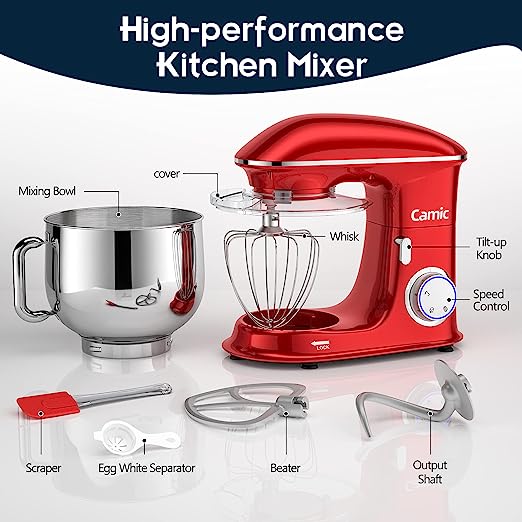 High-performance
Kitchen Mixer
cover
Mixing Bowl
Camic
Whisk
Tilt-up
Knob
Speed
Control
LOCK
Scraper
Egg White Separator
Beater
Output
Shaft